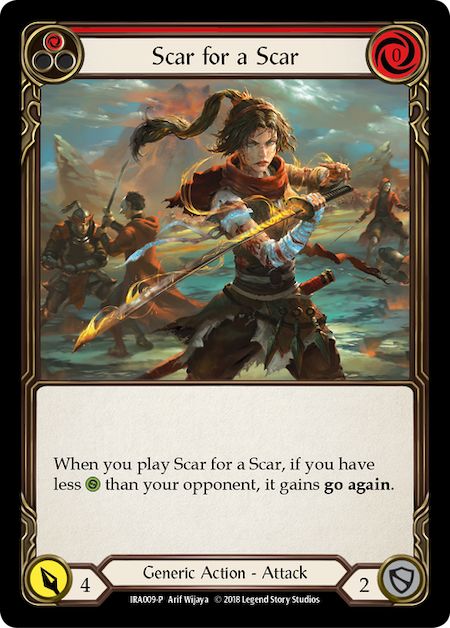 Scar for a Scar
0
When you play Scar for a Scar, if you have
less than your opponent, it gains go again.
4
Generic Action - Attack
2
IRA009-P Arif Wijaya © 2018 Legend Story Studios